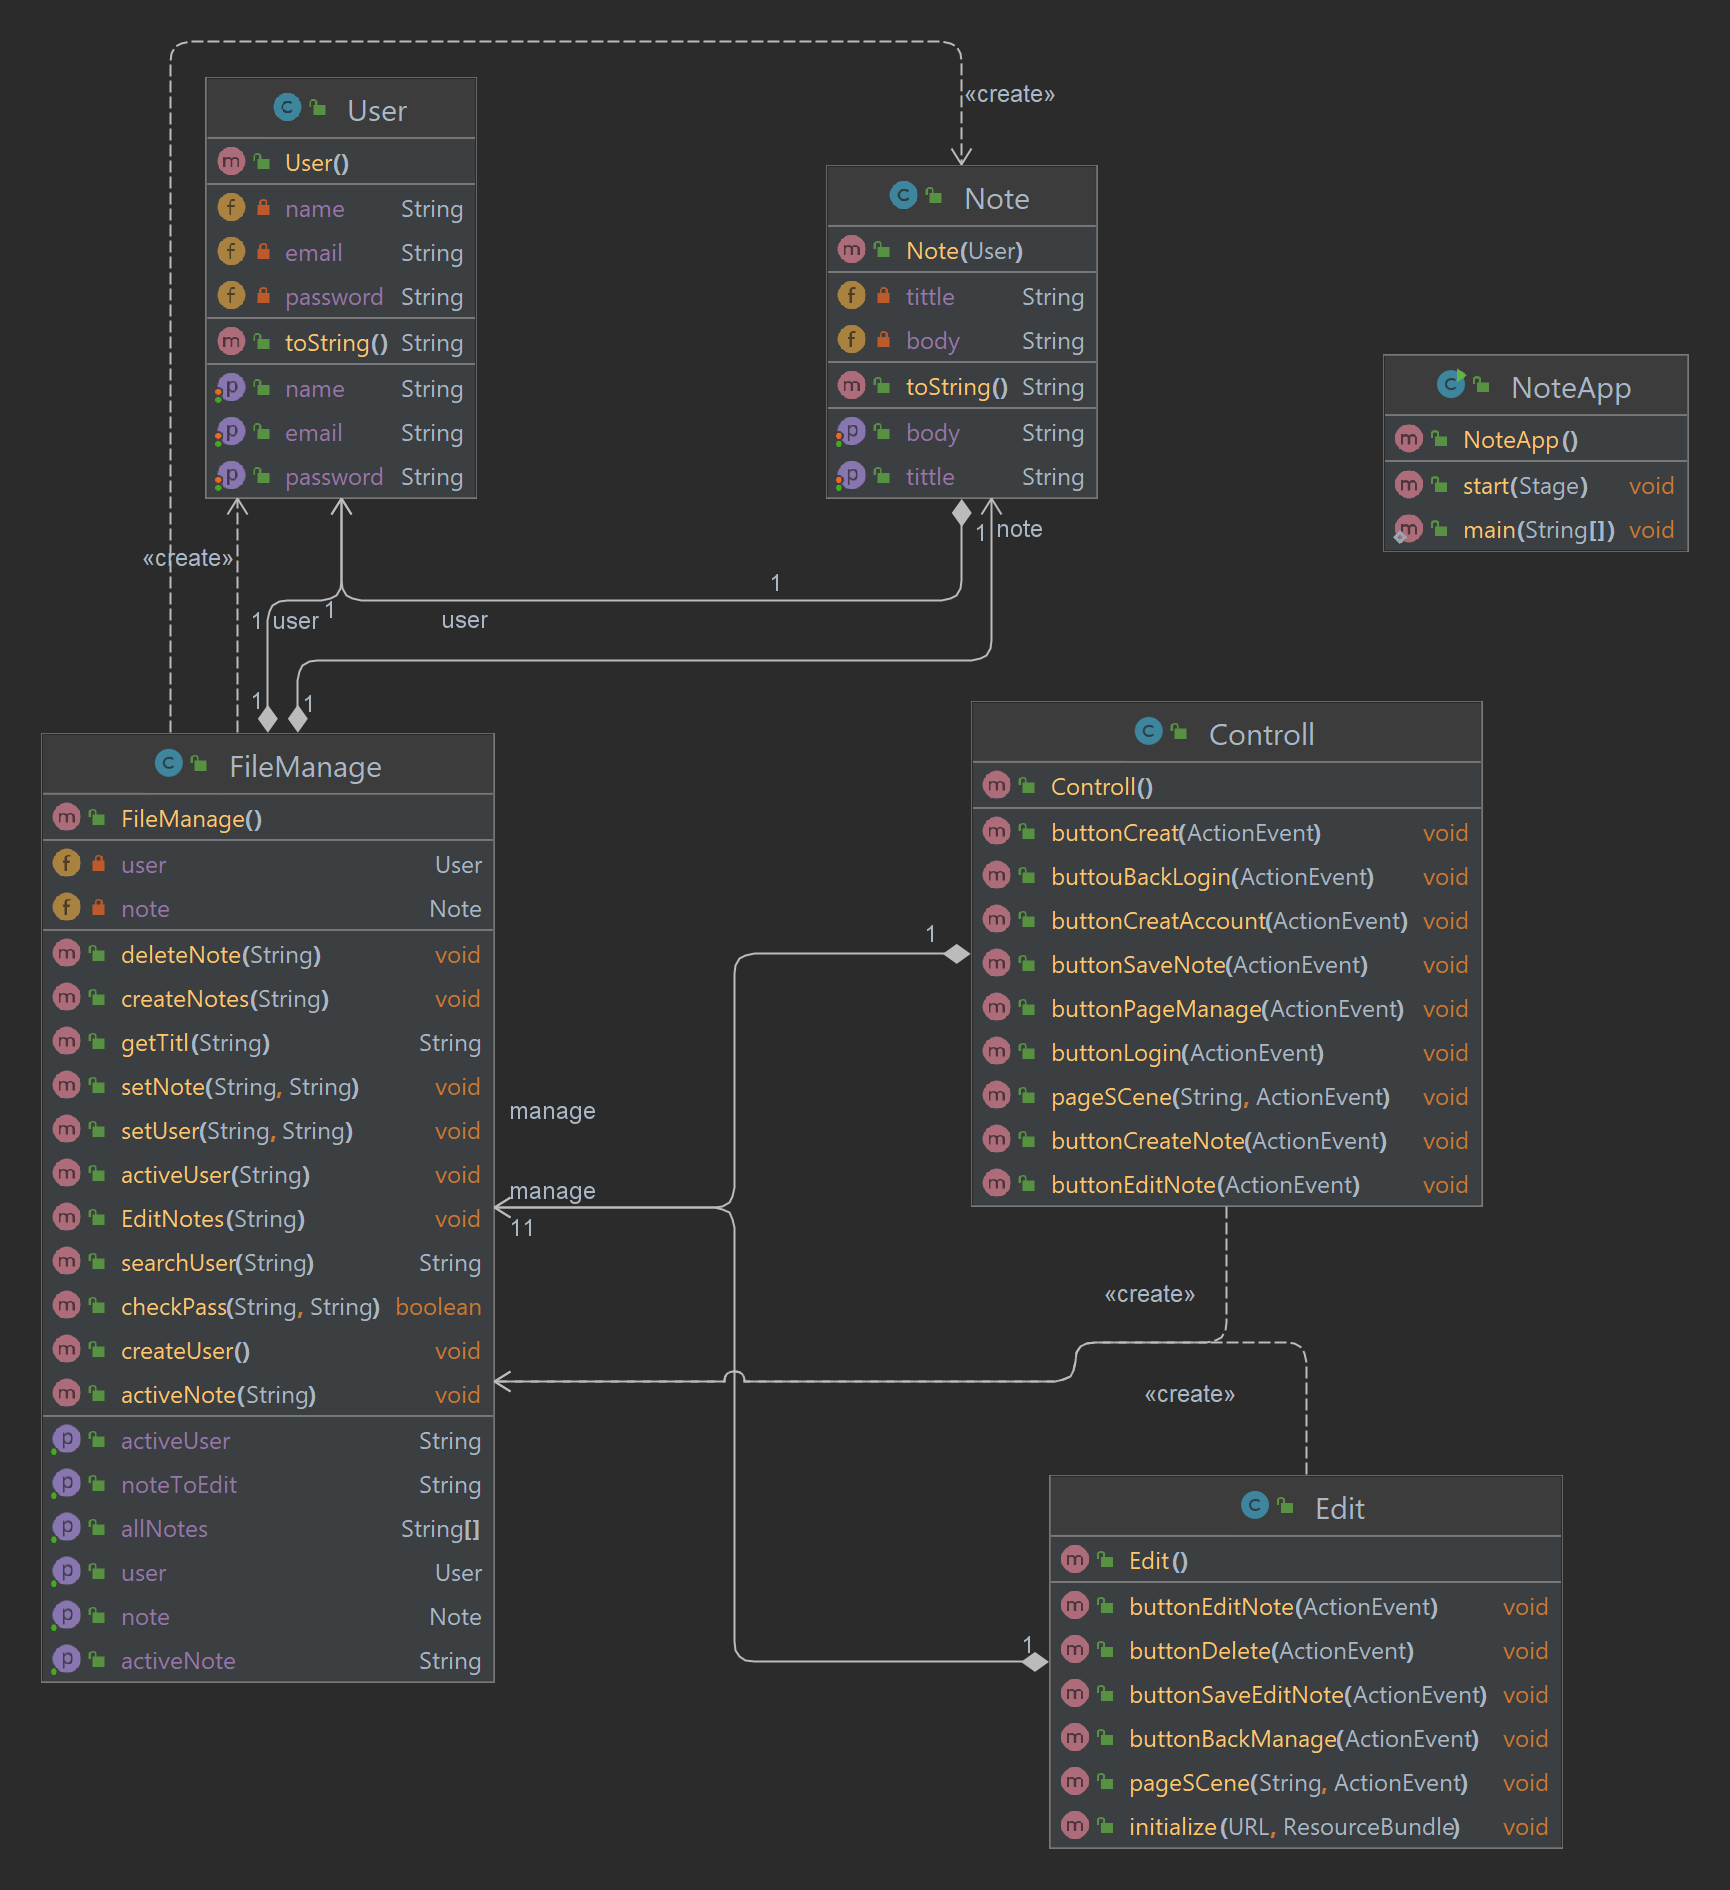 «create»
User
User()
name String
email String
password String
toString() String
name String
email String
password String
Note
Note(User)
tittle String
body String
toString() String
body String
tittle String
NoteApp
NoteApp()
start(Stage) void
main(String[]) void
1 note
«create»
1
1 user 1
user
1
1
FileManage
FileManage()
user User
note Note
deleteNote(String) void
createNotes(String) void
getTitl(String) String
setNote(String, String) void
setUser(String, String) void
activeUser(String) void
EditNotes(String) void
searchUser(String) String
checkPass(String, String) boolean
createUser() void
activeNote(String) void
activeUser String
noteToEdit String
allNotes String[]
user User
note Note
activeNote String
Controll
Controll()
buttonCreat(ActionEvent) void
buttouBackLogin(ActionEvent) void
buttonCreatAccount(ActionEvent) void
buttonSaveNote(ActionEvent) void
buttonPageManage(ActionEvent) void
buttonLogin(ActionEvent) void
pageSCene(String, ActionEvent) void
buttonCreateNote(ActionEvent) void
buttonEditNote(ActionEvent) void
1
manage
manage
11
«create»
«create»
1
Edit
Edit()
buttonEditNote(ActionEvent) void
buttonDelete(ActionEvent) void
buttonSaveEditNote(ActionEvent) void
buttonBackManage(ActionEvent) void
pageSCene(String, ActionEvent) void
initialize(URL, ResourceBundle) void